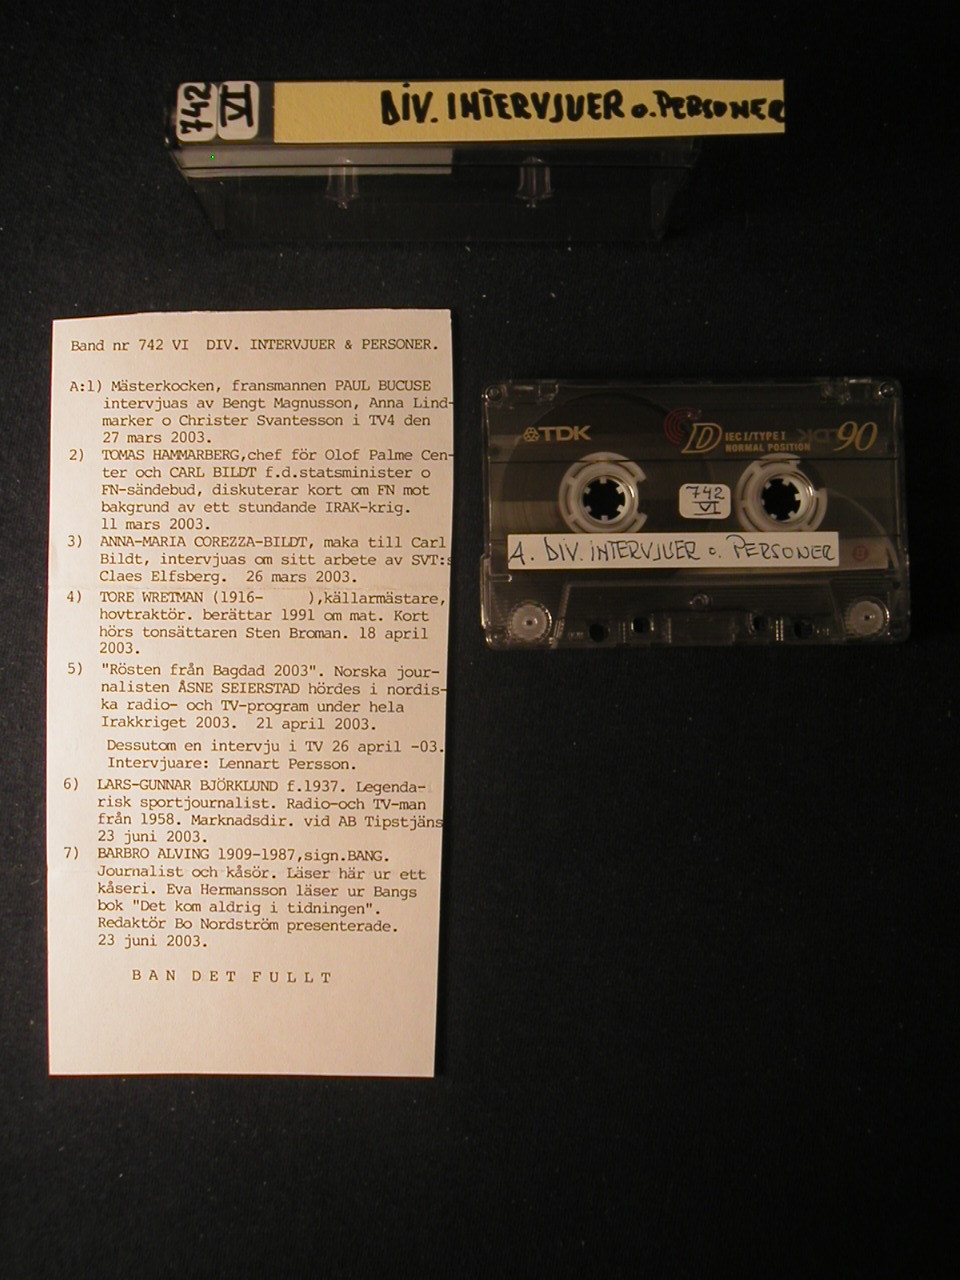 742
VI
DIV. INTERVJUER o. PERSONER
Band nr 742 VI DIV. INTERVJUER & PERSONER.
A:1) Mästerkocken, fransmannen PAUL BUCUSE
intervjuas av Bengt Magnusson, Anna Lind-
marker o Christer Svantesson i TV4 den
27 mars 2003.
2) TOMAS HAMMARBERG,chef för Olof Palme Cen-
ter och CARL BILDT f.d.statsminister o
FN-sändebud, diskuterar kort om FN mot
bakgrund av ett stundande IRAK-krig.
11 mars 2003.
3) ANNA-MARIA COREZZA-BILDT, maka till Carl
Bildt, intervjuas om sitt arbete av SVT:s
Claes Elfsberg. 26 mars 2003.
4) TORE WRETMAN (1916- ),källarmästare,
hovtraktör. berättar 1991 om mat. Kort
hörs tonsättaren Sten Broman. 18 april
2003.
5) "Rösten från Bagdad 2003". Norska jour-
nalisten ÅSNE SEIERSTAD hördes i nordis-
ka radio- och TV-program under hela
Irakkriget 2003. 21 april 2003.
Dessutom en intervju i TV 26 april -03.
Intervjuare: Lennart Persson.
6) LARS-GUNNAR BJÖRKLUND f.1937. Legenda-
risk sportjournalist. Radio-och TV-man
från 1958. Marknadsdir. vid AB Tipstjäns
23 juni 2003.
7) BARBRO ALVING 1909-1987,sign.BANG.
Journalist och kåsör. Läser här ur ett
kåseri. Eva Hermansson läser ur Bangs
bok "Det kom aldrig i tidningen".
Redaktör Bo Nordström presenterade.
23 juni 2003.
B A N D E T F U L L T
TDK
D IEC I/TYPE I
NORMAL POSITION
90
742
VI
A. DIV. INTERVJUER o. PERSONER